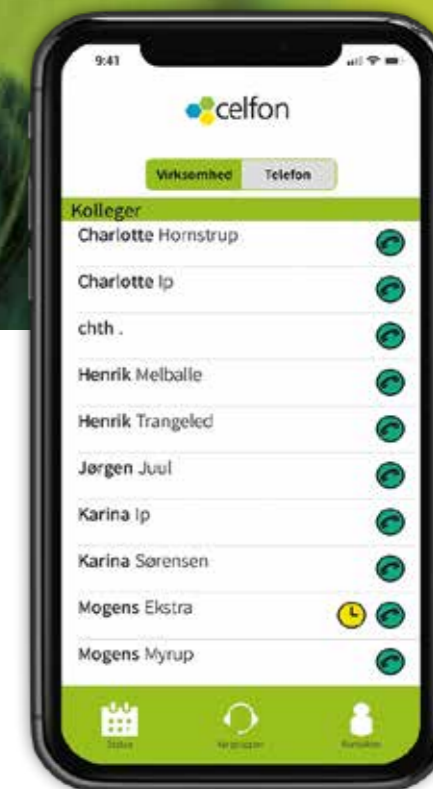 9:41
celfon
Virksomhed Telefon
Kolleger
Charlotte Hornstrup
Charlotte Ip
chth .
Henrik Melballe
Henrik Trangeled
Jørgen Juul
Karina Ip
Karina Sørensen
Mogens Ekstra
Mogens Myrup
Status Kontakter